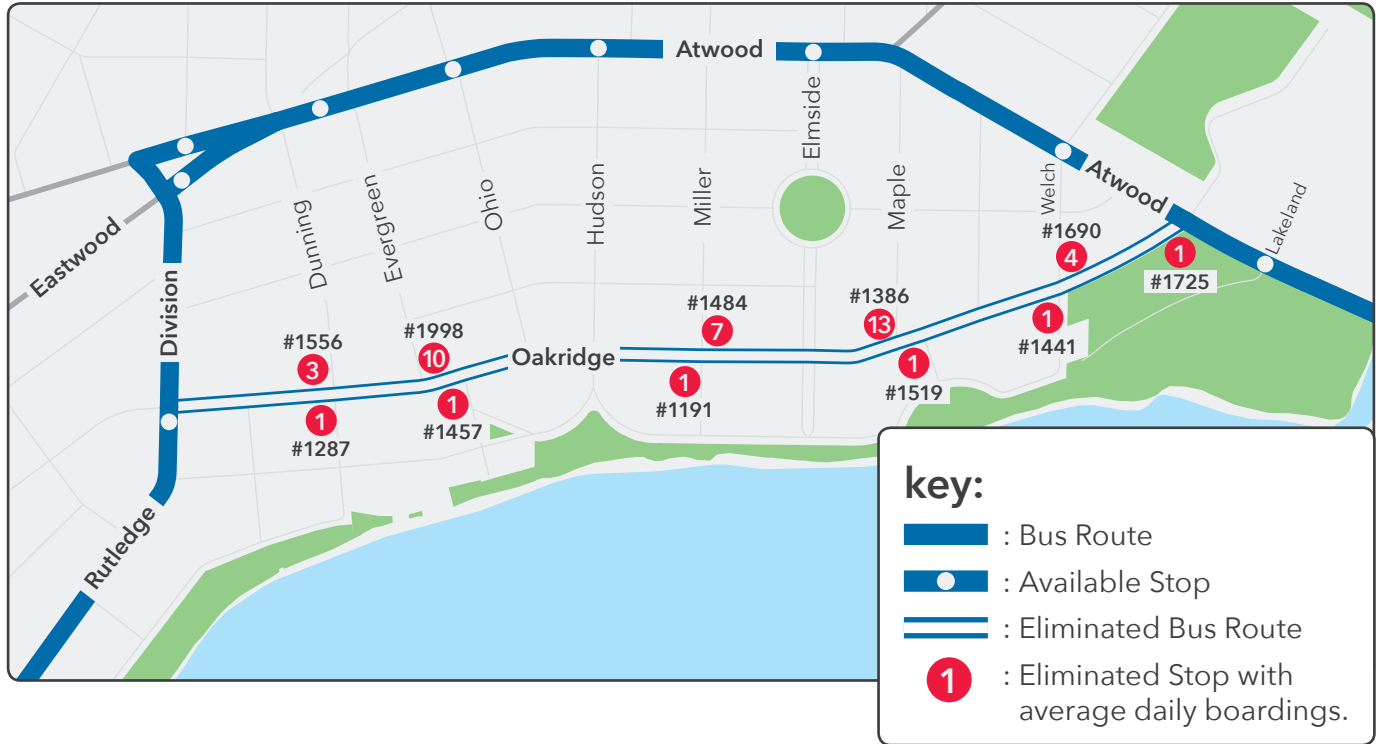 Atwood
Elmside
Atwood
Welch
Lakeland
Maple
Miller
Hudson
Ohio
Evergreen
Dunning
Eastwood
Division
#1690
4
1
#1725
#1484
7
#1386
13
1
#1441
#1556
3
#1998
10
Oakridge
1
#1519
1
#1191
1
#1457
1
#1287
Rutledge
key:
: Bus Route
: Available Stop
: Eliminated Bus Route
1
: Eliminated Stop with
average daily boardings.